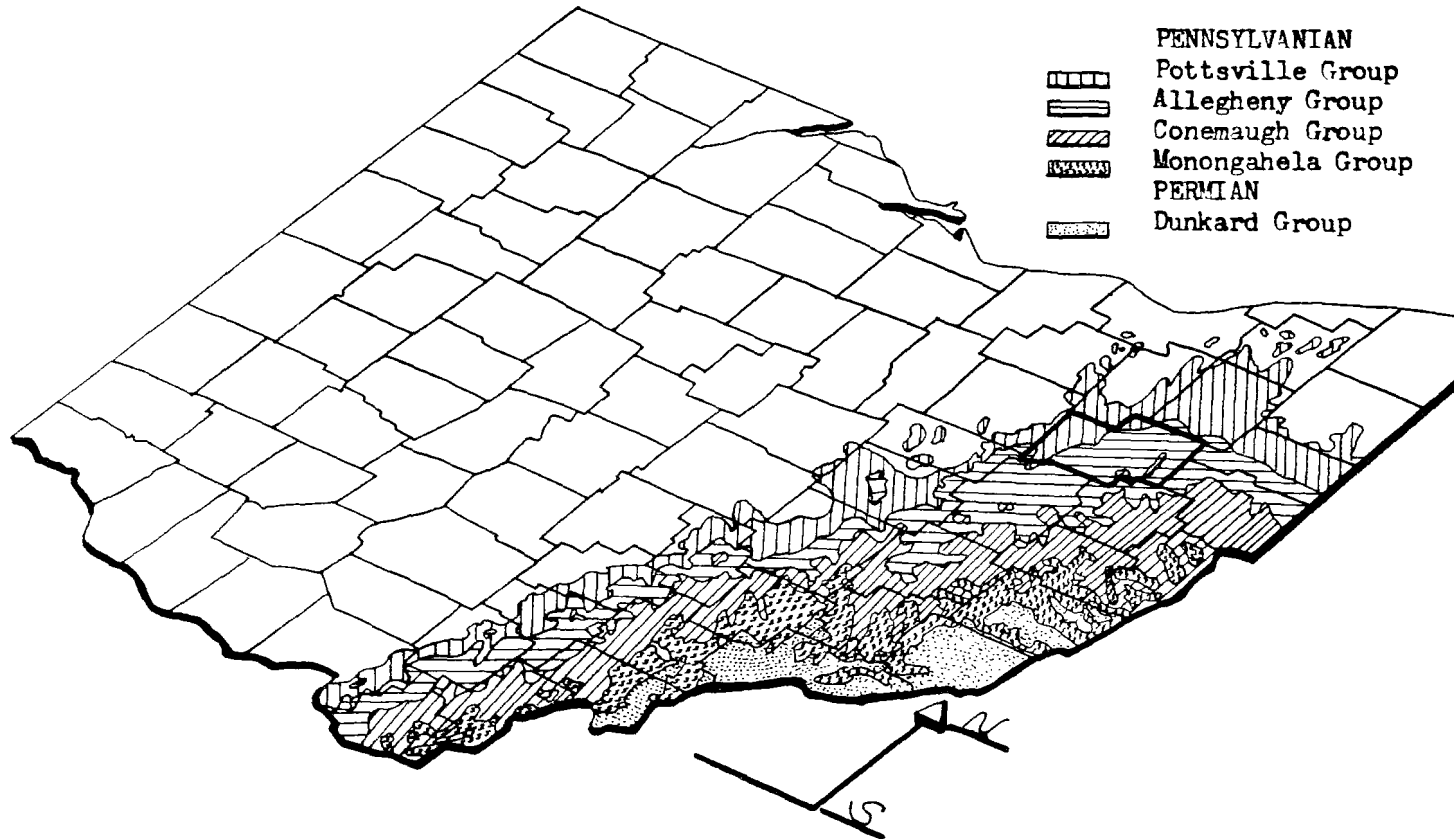 PENNSYLVANIAN
Pottsville Group
Allegheny Group
Conemaugh Group
Monongahela Group
PERMIAN
Dunkard Group
N
S